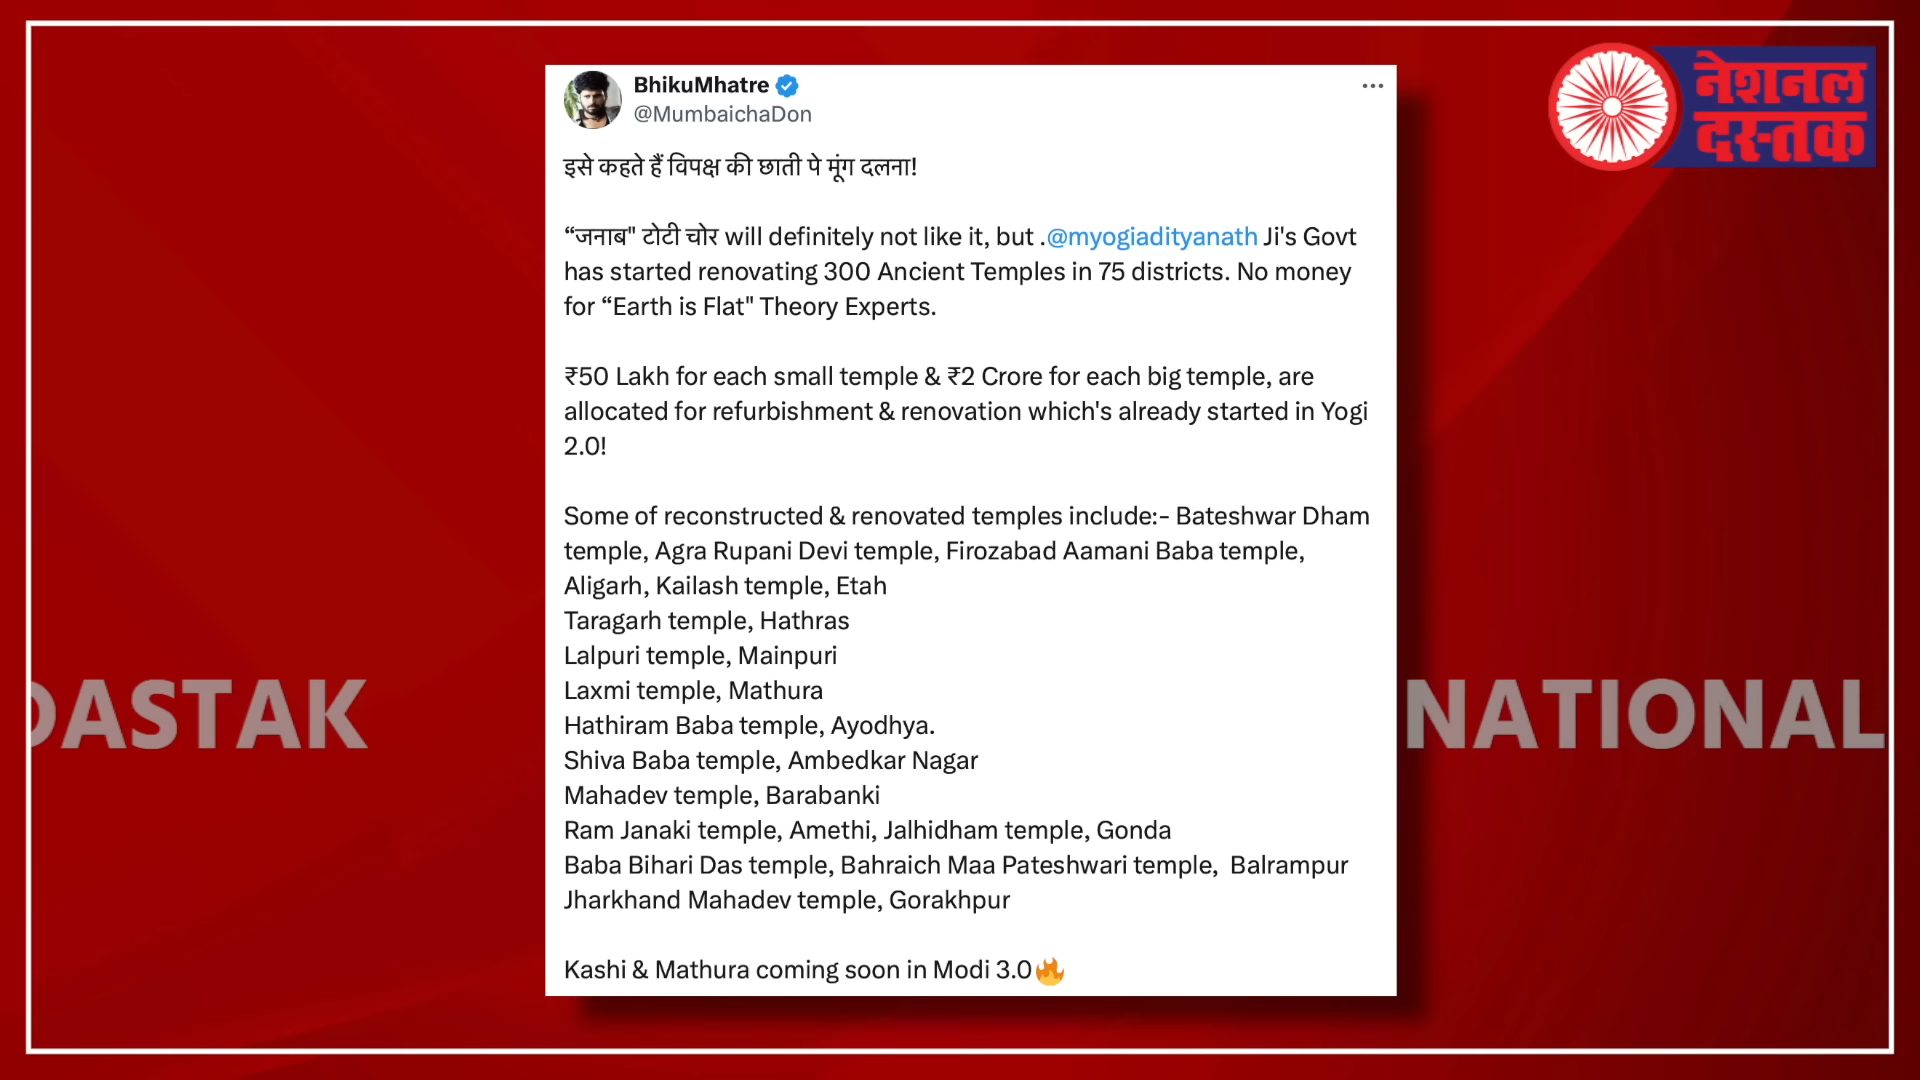 BhikuMhatre
@MumbaichaDon
नेशनल
दस्तक
इसे कहते हैं विपक्ष की छाती पे मूंग दलना!
“जनाब" टोटी चोर will definitely not like it, but .@myogiadityanath Ji's Govt
has started renovating 300 Ancient Temples in 75 districts. No money
for “Earth is Flat" Theory Experts.
₹50 Lakh for each small temple & ₹2 Crore for each big temple, are
allocated for refurbishment & renovation which's already started in Yogi
2.0!
Some of reconstructed & renovated temples include:- Bateshwar Dham
temple, Agra Rupani Devi temple, Firozabad Aamani Baba temple,
Aligarh, Kailash temple, Etah
Taragarh temple, Hathras
Lalpuri temple, Mainpuri
Laxmi temple, Mathura
Hathiram Baba temple, Ayodhya.
Shiva Baba temple, Ambedkar Nagar
Mahadev temple, Barabanki
Ram Janaki temple, Amethi, Jalhidham temple, Gonda
Baba Bihari Das temple, Bahraich Maa Pateshwari temple,  Balrampur
Jharkhand Mahadev temple, Gorakhpur
Kashi & Mathura coming soon in Modi 3.0🔥
DASTAK
NATIONAL